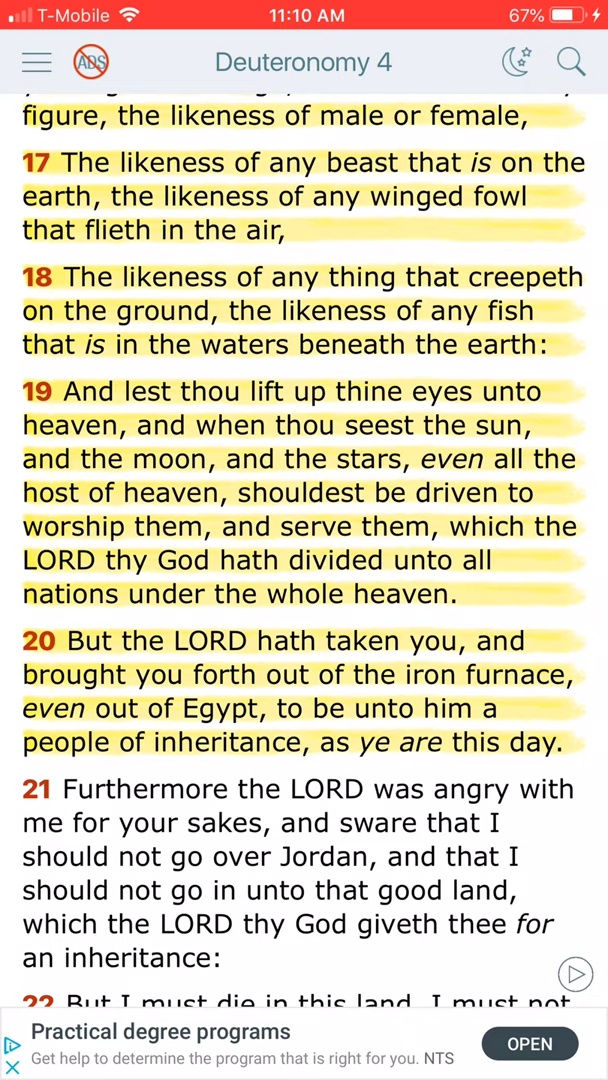 T-Mobile 11:10 AM 67%
ADS Deuteronomy 4
figure, the likeness of male or female,
17 The likeness of any beast that is on the
earth, the likeness of any winged fowl
that flieth in the air,
18 The likeness of any thing that creepeth
on the ground, the likeness of any fish
that is in the waters beneath the earth:
19 And lest thou lift up thine eyes unto
heaven, and when thou seest the sun,
and the moon, and the stars, even all the
host of heaven, shouldest be driven to
worship them, and serve them, which the
LORD thy God hath divided unto all
nations under the whole heaven.
20 But the LORD hath taken you, and
brought you forth out of the iron furnace,
even out of Egypt, to be unto him a
people of inheritance, as ye are this day.
21 Furthermore the LORD was angry with
me for your sakes, and sware that I
should not go over Jordan, and that I
should not go in unto that good land,
which the LORD thy God giveth thee for
an inheritance:
22 But I must die in this land, I must not
Practical degree programs
Get help to determine the program that is right for you. NTS
OPEN